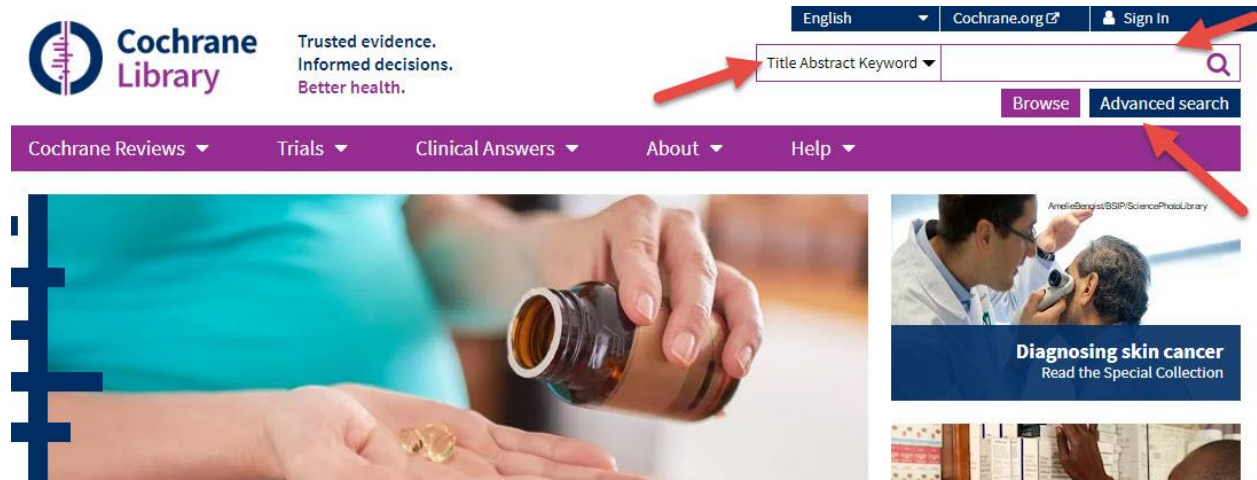 English
Cochrane.org
Sign In
Cochrane
Library
Trusted evidence.
Informed decisions.
Better health.
Title Abstract Keyword
Browse
Advanced search
Cochrane Reviews
Trials
Clinical Answers
About
Help
AmelieBenoist/BSIP/SciencePhotoLibrary
Diagnosing skin cancer
Read the Special Collection